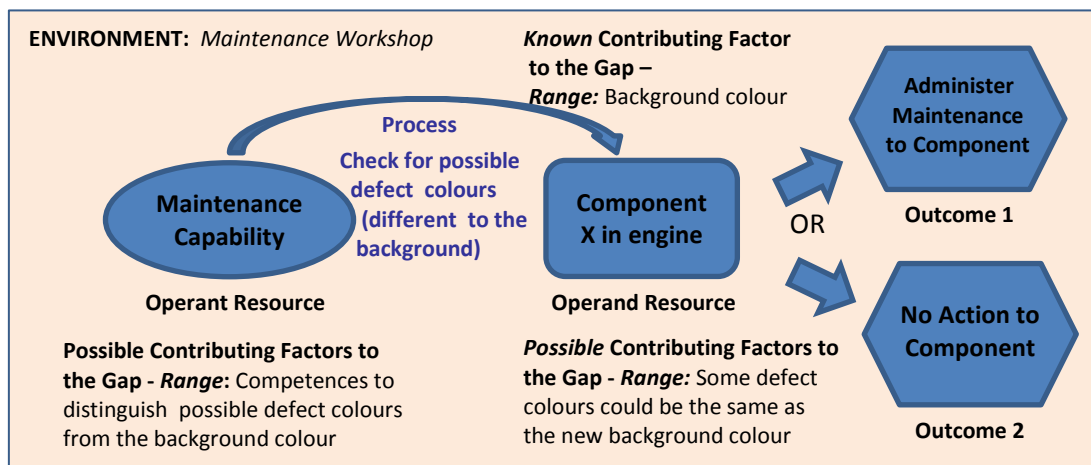 ENVIRONMENT: Maintenance Workshop
Known Contributing Factor
to the Gap –
Range: Background colour
Process
Check for possible
defect colours
(different to the
background)
Maintenance
Capability
Operant Resource
Component
X in engine
Operand Resource
Administer
Maintenance
to Component
Outcome 1
OR
No Action to
Component
Outcome 2
Possible Contributing Factors to
the Gap - Range: Competences to
distinguish possible defect colours
from the background colour
Possible Contributing Factors to
the Gap - Range: Some defect
colours could be the same as
the new background colour